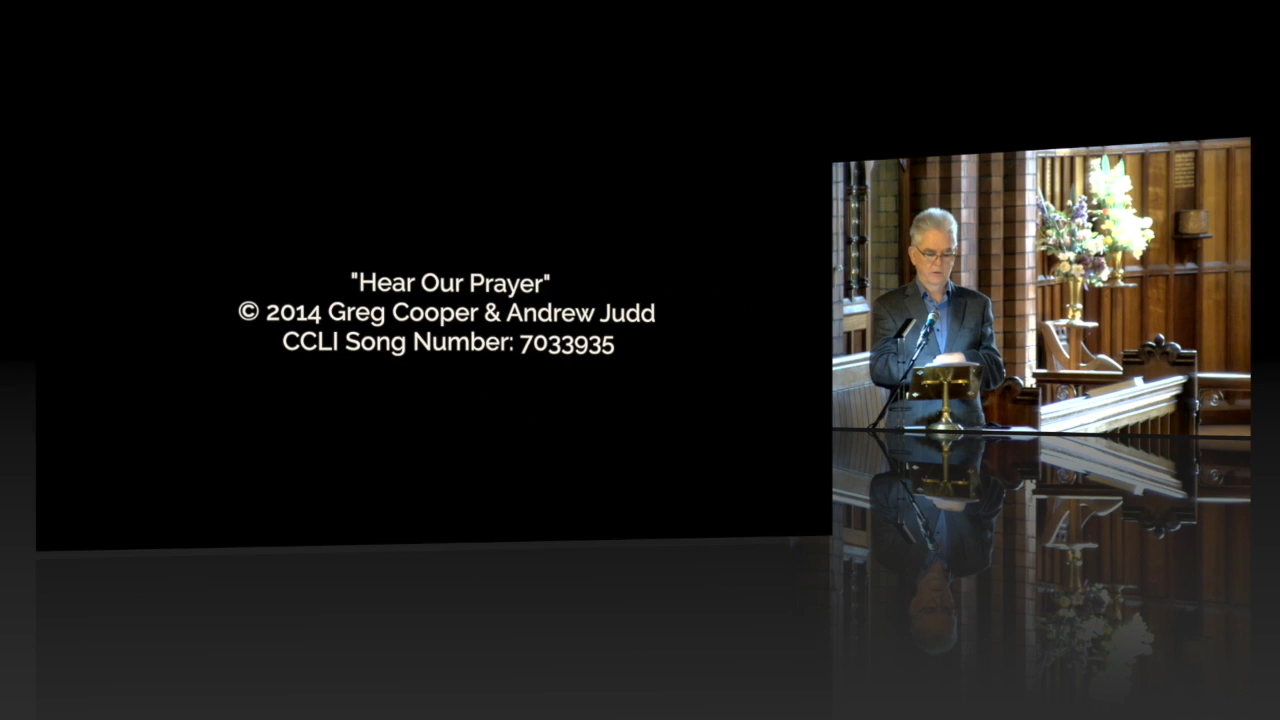 "Hear Our Prayer"
© 2014 Greg Cooper & Andrew Judd
CCLI Song Number: 7033935